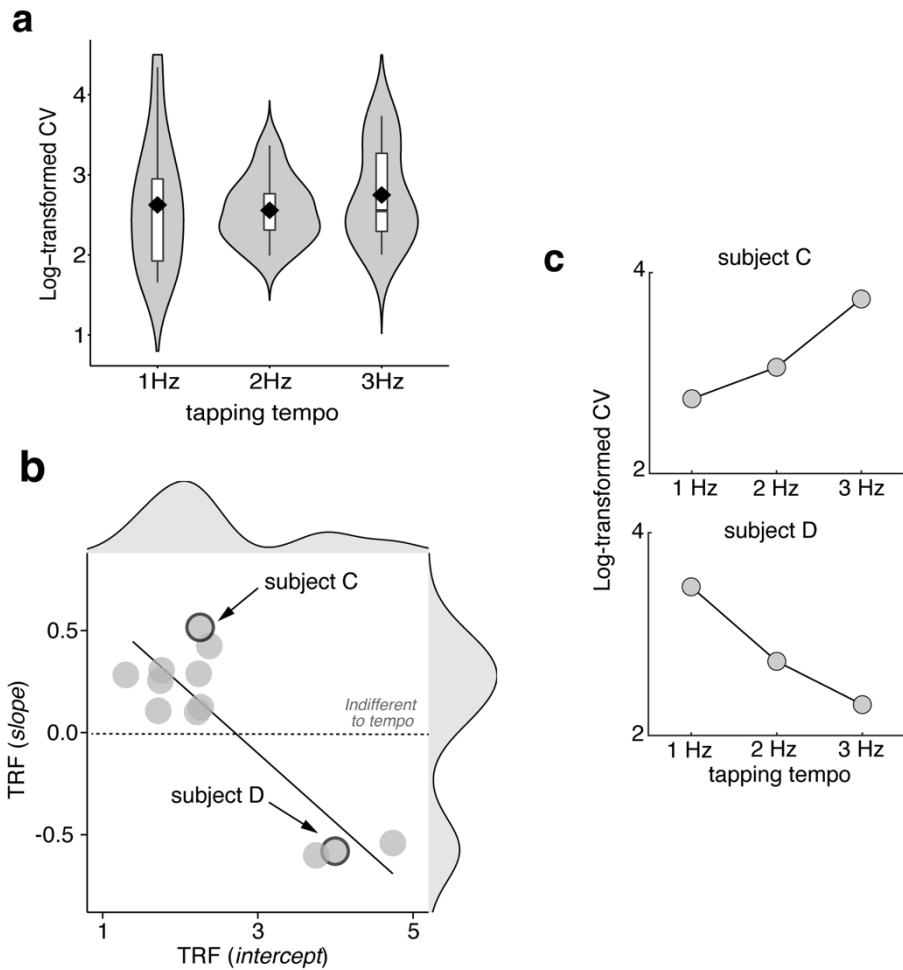 a
Log-transformed CV
4
3
2
1
1Hz 2Hz 3Hz
tapping tempo
b
TRF (slope)
0.5
0.0
-0.5
subject C
Indifferent
to tempo
subject D
1 3 5
TRF (intercept)
c
Log-transformed CV
subject C
4
2
1 Hz 2 Hz 3 Hz
subject D
4
2
1 Hz 2 Hz 3 Hz
tapping tempo